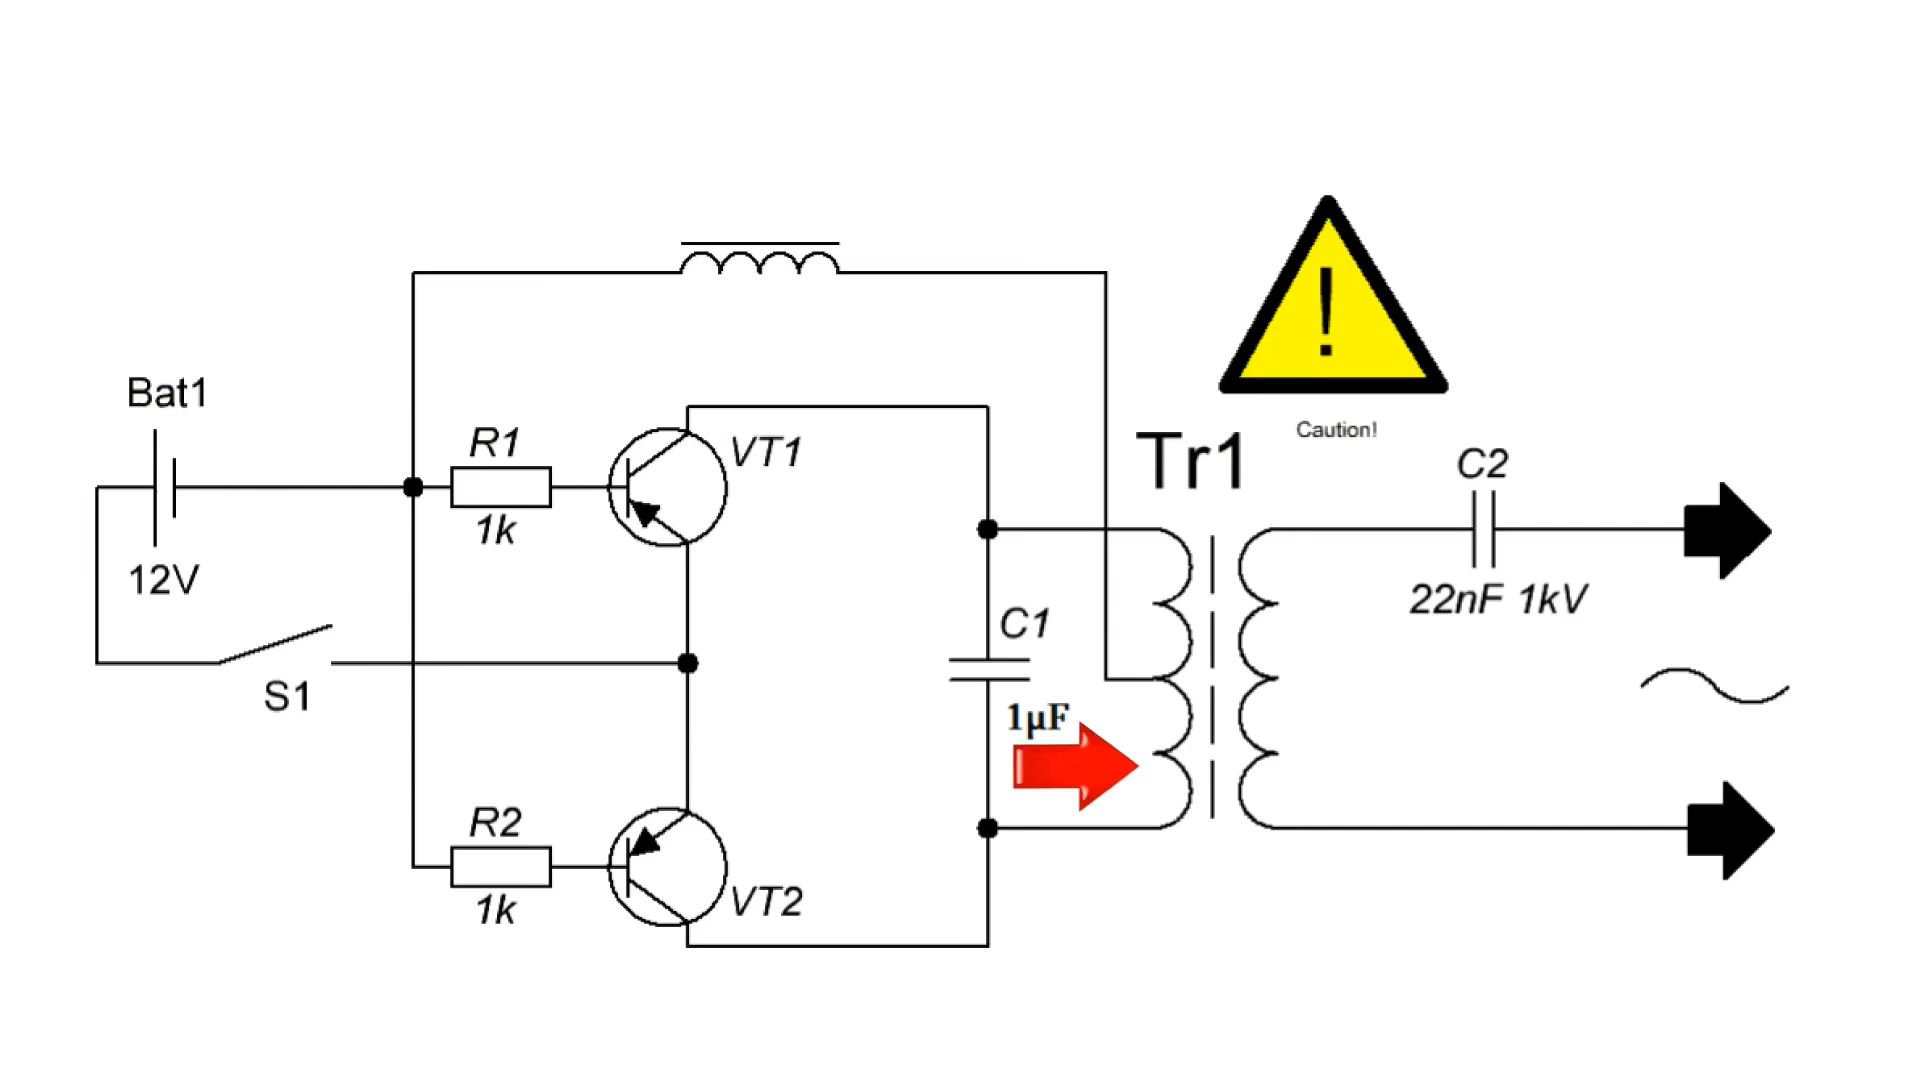 Bat1
12V
S1
R1
1k
VT1
R2
1k
VT2
C1
1µF
Tr1
!
Caution!
C2
22nF 1kV